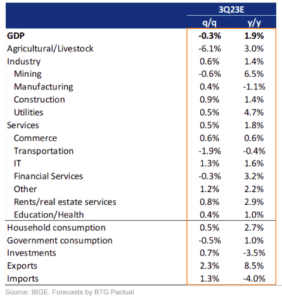 3Q23E
q/q y/y
GDP -0.3% 1.9%
Agricultural/Livestock -6.1% 3.0%
Industry 0.6% 1.4%
Mining -0.6% 6.5%
Manufacturing 0.4% -1.1%
Construction 0.9% 1.4%
Utilities 0.5% 4.7%
Services 0.5% 1.8%
Commerce 0.6% 0.6%
Transportation -1.9% -0.4%
IT 1.3% 1.6%
Financial Services -0.3% 3.2%
Other 1.2% 2.2%
Rents/real estate services 0.8% 2.9%
Education/Health 0.4% 1.0%
Household consumption 0.5% 2.7%
Government consumption -0.5% 1.0%
Investments 0.7% -3.5%
Exports 2.3% 8.5%
Imports 1.3% -4.0%
Source: IBGE. Forecasts by BTG Pactual